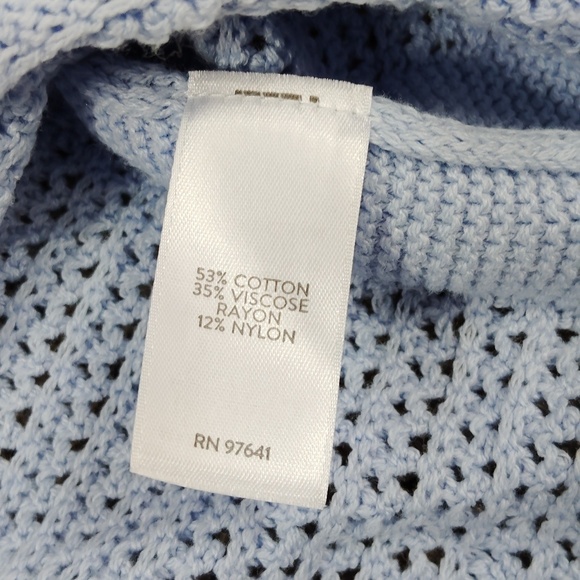 53% COTTON
35% VISCOSE
RAYON
12% NYLON
RN 97641